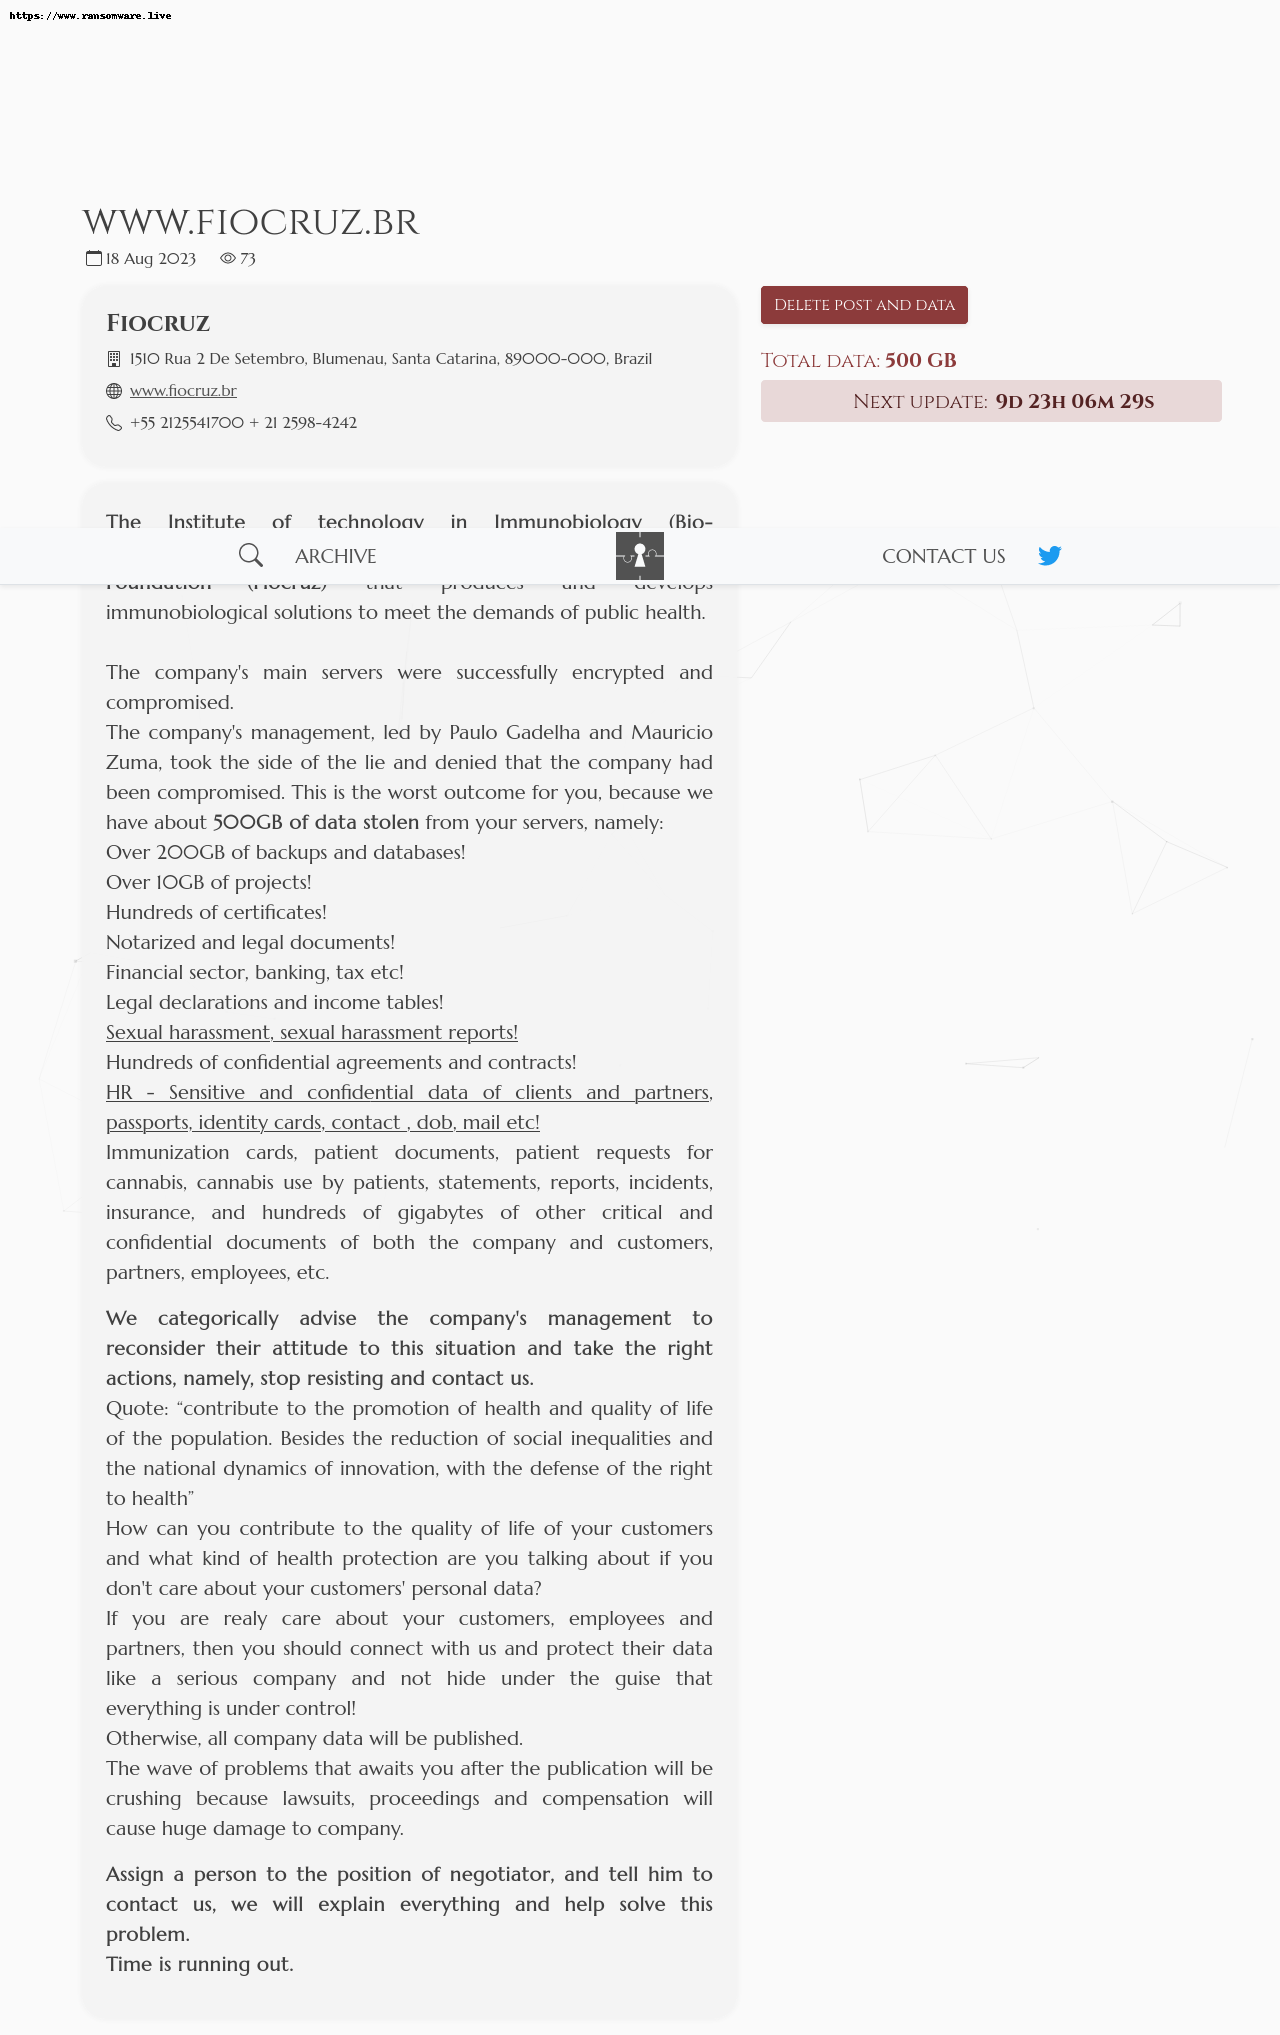 https://www.ransomware.live
WWW.FIOCRUZ.BR
18 Aug 2023 73
Fiocruz
1510 Rua 2 De Setembro, Blumenau, Santa Catarina, 89000-000, Brazil
www.fiocruz.br
+55 2125541700 + 21 2598-4242
Delete post and data
Total data: 500 GB
Next update: 9D 23H 06M 29S
The Institute of technology in Immunobiology (Bio-
ARCHIVE
CONTACT US
Foundation (Fiocruz) that produces and develops
immunobiological solutions to meet the demands of public health.
The company's main servers were successfully encrypted and
compromised.
The company's management, led by Paulo Gadelha and Mauricio
Zuma, took the side of the lie and denied that the company had
been compromised. This is the worst outcome for you, because we
have about 500GB of data stolen from your servers, namely:
Over 200GB of backups and databases!
Over 10GB of projects!
Hundreds of certificates!
Notarized and legal documents!
Financial sector, banking, tax etc!
Legal declarations and income tables!
Sexual harassment, sexual harassment reports!
Hundreds of confidential agreements and contracts!
HR - Sensitive and confidential data of clients and partners,
passports, identity cards, contact , dob, mail etc!
Immunization cards, patient documents, patient requests for
cannabis, cannabis use by patients, statements, reports, incidents,
insurance, and hundreds of gigabytes of other critical and
confidential documents of both the company and customers,
partners, employees, etc.
We categorically advise the company's management to
reconsider their attitude to this situation and take the right
actions, namely, stop resisting and contact us.
Quote: “contribute to the promotion of health and quality of life
of the population. Besides the reduction of social inequalities and
the national dynamics of innovation, with the defense of the right
to health”
How can you contribute to the quality of life of your customers
and what kind of health protection are you talking about if you
don't care about your customers' personal data?
If you are realy care about your customers, employees and
partners, then you should connect with us and protect their data
like a serious company and not hide under the guise that
everything is under control!
Otherwise, all company data will be published.
The wave of problems that awaits you after the publication will be
crushing because lawsuits, proceedings and compensation will
cause huge damage to company.
Assign a person to the position of negotiator, and tell him to
contact us, we will explain everything and help solve this
problem.
Time is running out.